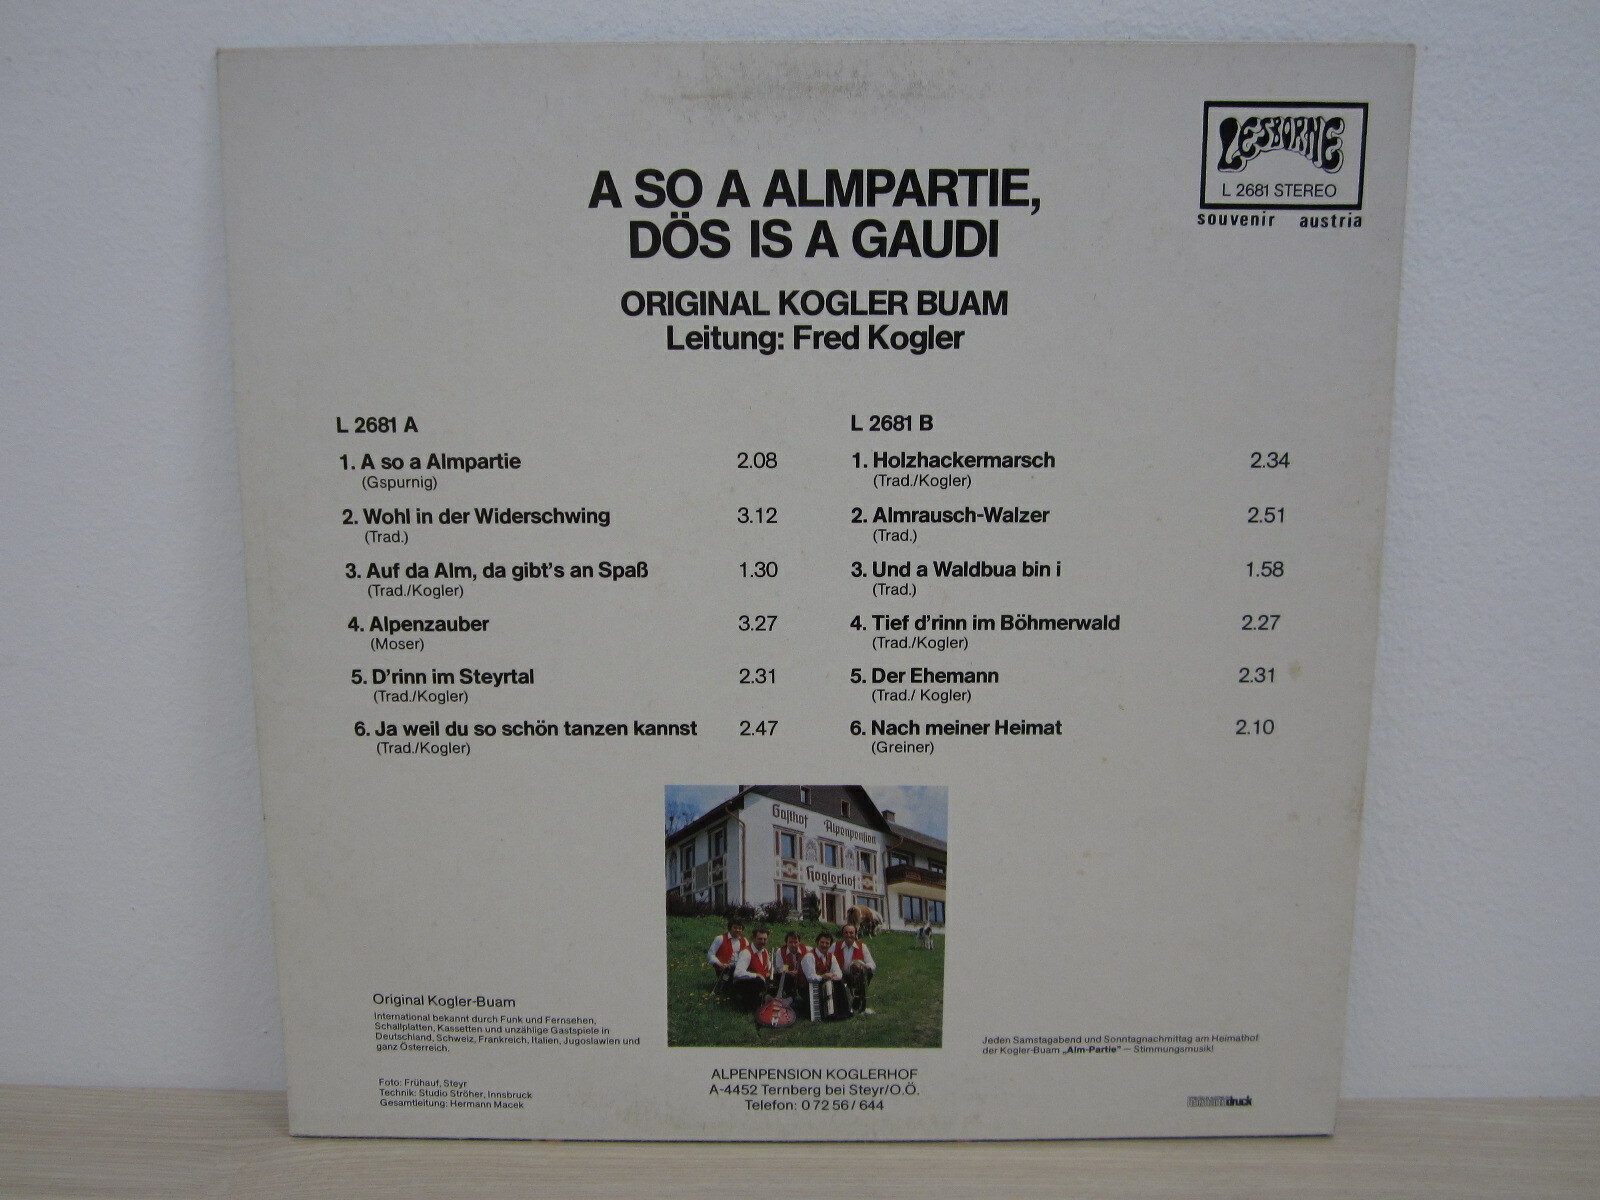 LESBORNE
L 2681 STEREO
souvenir austria
A SO A ALMPARTIE,
DÖS IS A GAUDI
ORIGINAL KOGLER BUAM
Leitung: Fred Kogler
L 2681 A
1. A so a Almpartie 2.08
(Gspurnig)
2. Wohl in der Widerschwing 3.12
(Trad.)
3. Auf da Alm, da gibt's an Spaß 1.30
(Trad./Kogler)
4. Alpenzauber 3.27
(Moser)
5. D'rinn im Steyrtal 2.31
(Trad./Kogler)
6. Ja weil du so schön tanzen kannst 2.47
(Trad./Kogler)
L 2681 B
1. Holzhackermarsch 2.34
(Trad./Kogler)
2. Almrausch-Walzer 2.51
(Trad.)
3. Und a Waldbua bin i 1.58
(Trad.)
4. Tief d'rinn im Böhmerwald 2.27
(Trad./Kogler)
5. Der Ehemann 2.31
(Trad./ Kogler)
6. Nach meiner Heimat 2.10
(Greiner)
Gasthof Alpenpension
Koglerhof
Original Kogler-Buam
International bekannt durch Funk und Fernsehen,
Schallplatten, Kassetten und unzählige Gastspiele in
Deutschland, Schweiz, Frankreich, Italien, Jugoslawien und
ganz Österreich.
Foto: Frühauf, Steyr
Technik: Studio Ströher, Innsbruck
Gesamtleitung: Hermann Macek
ALPENPENSION KOGLERHOF
A-4452 Ternberg bei Steyr/O.Ö.
Telefon: 0 72 56 / 644
Jeden Samstagabend und Sonntagnachmittag am Heimathof
der Kogler-Buam „Alm-Partie" — Stimmungsmusik!
druck